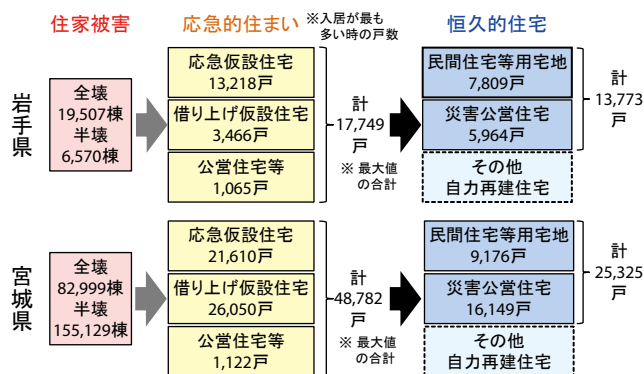 住家被害
応急的住まい
※入居が最も
多い時の戸数
恒久的住宅
岩手県
全壊
19,507棟
半壊
6,570棟
応急仮設住宅
13,218戸
借り上げ仮設住宅
3,466戸
公営住宅等
1,065戸
計
17,749
戸
※ 最大値
の合計
民間住宅等用宅地
7,809戸
災害公営住宅
5,964戸
その他
自力再建住宅
計
13,773
戸
宮城県
全壊
82,999棟
半壊
155,129棟
応急仮設住宅
21,610戸
借り上げ仮設住宅
26,050戸
公営住宅等
1,122戸
計
48,782
戸
※ 最大値
の合計
民間住宅等用宅地
9,176戸
災害公営住宅
16,149戸
その他
自力再建住宅
計
25,325
戸